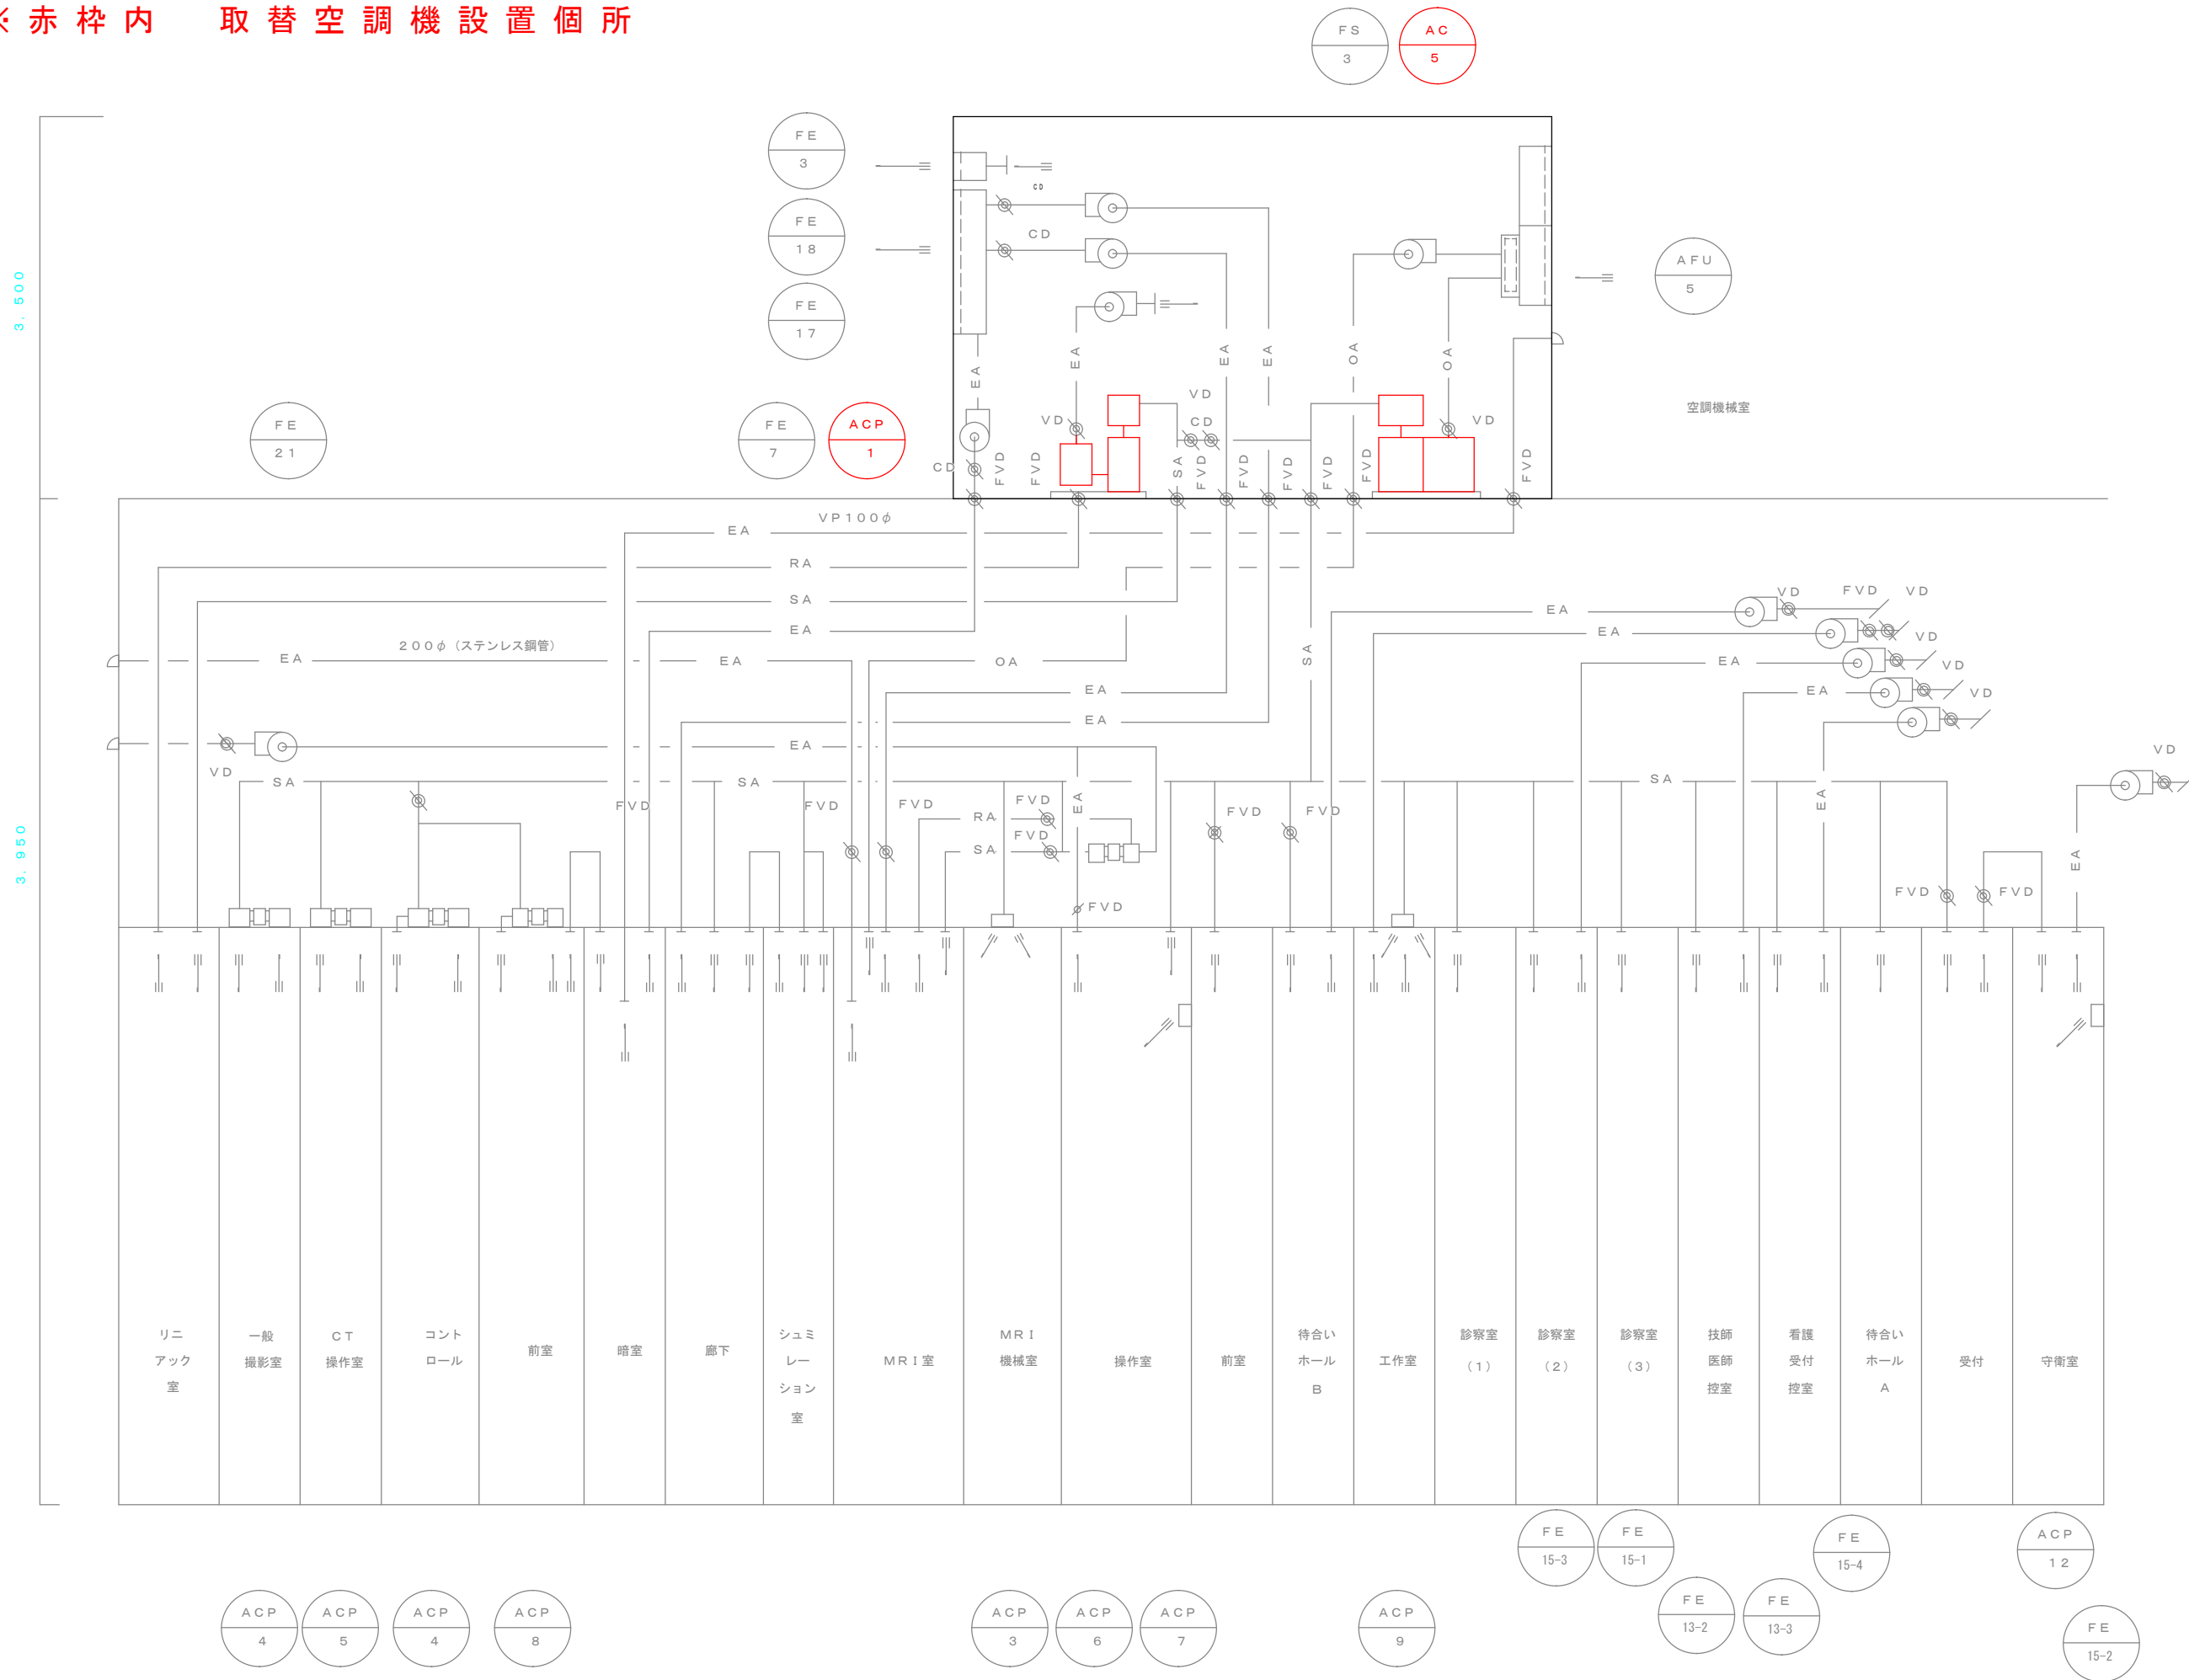 ※赤枠内　取替空調機設置個所
FS
3
AC
5
FE
3
FE
18
FE
17
CD
CD
AFU
5
3.500
EA
EA
EA
EA
OA
OA
空調機械室
FE
21
FE
7
ACP
1
VD
VD
CD
VD
CD
FVD
FVD
SA
FVD
FVD
FVD
FVD
FVD
FVD
VP100φ
EA
RA
SA
EA
200φ（ステンレス鋼管）
EA
EA
OA
SA
EA
VD
FVD
VD
EA
VD
EA
VD
EA
VD
EA
EA
EA
VD
VD
SA
SA
SA
EA
EA
EA
FVD
FVD
FVD
FVD
RA
FVD
SA
FVD
FVD
FVD
FVD
FVD
3.950
リニ
アック
室
一般
撮影室
CT
操作室
コント
ロール
前室
暗室
廊下
シュミ
レー
ション
室
MRI室
MRI
機械室
操作室
前室
待合い
ホール
B
工作室
診察室
（1）
診察室
（2）
診察室
（3）
技師
医師
控室
看護
受付
控室
待合い
ホール
A
受付
守衛室
FE
15-3
FE
15-1
FE
15-4
ACP
12
FE
13-2
FE
13-3
FE
15-2
ACP
4
ACP
5
ACP
4
ACP
8
ACP
3
ACP
6
ACP
7
ACP
9